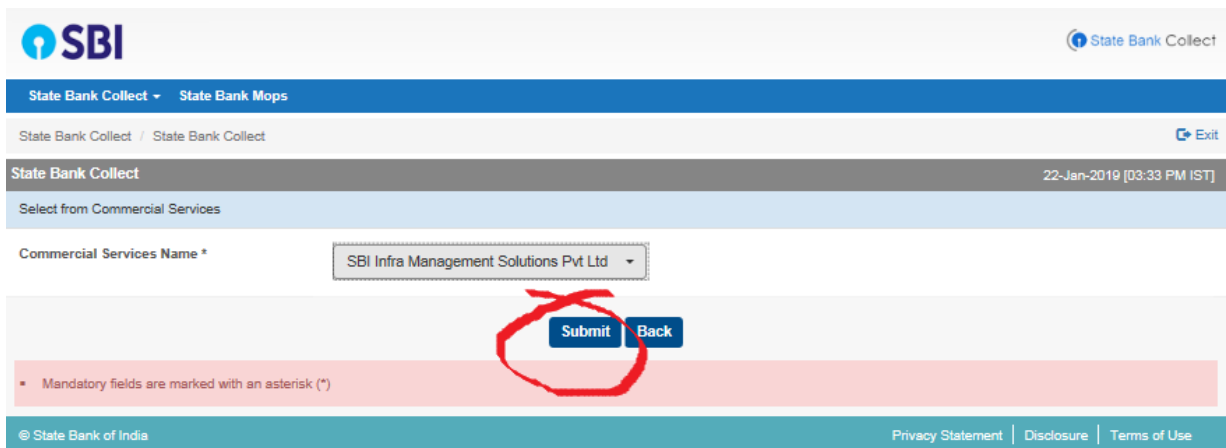 SBI
State Bank Collect
State Bank Collect State Bank Mops
State Bank Collect / State Bank Collect
Exit
State Bank Collect
22-Jan-2019 [03:33 PM IST]
Select from Commercial Services
Commercial Services Name *
SBI Infra Management Solutions Pvt Ltd
Submit Back
Mandatory fields are marked with an asterisk (*)
© State Bank of India
Privacy Statement | Disclosure | Terms of Use